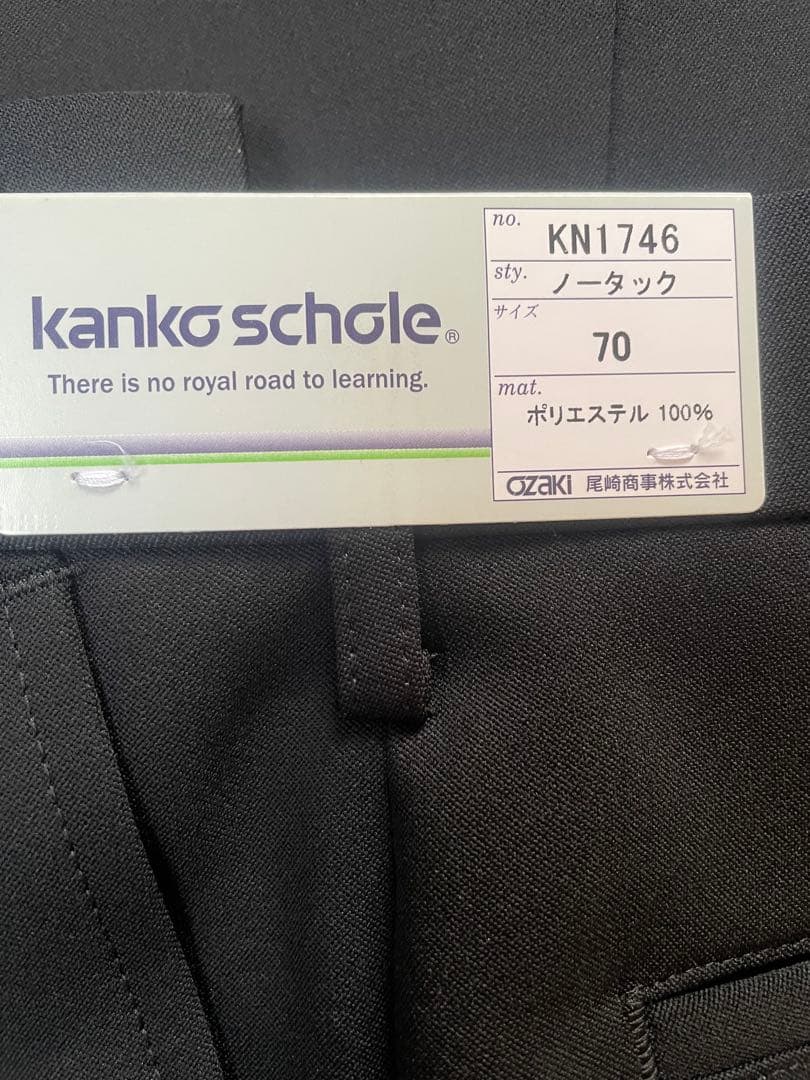 kanko schole®
There is no royal road to learning.
no. KN1746
sty. ノータック
サイズ
70
mat.
ポリエステル 100%
OZAKI 尾崎商事株式会社